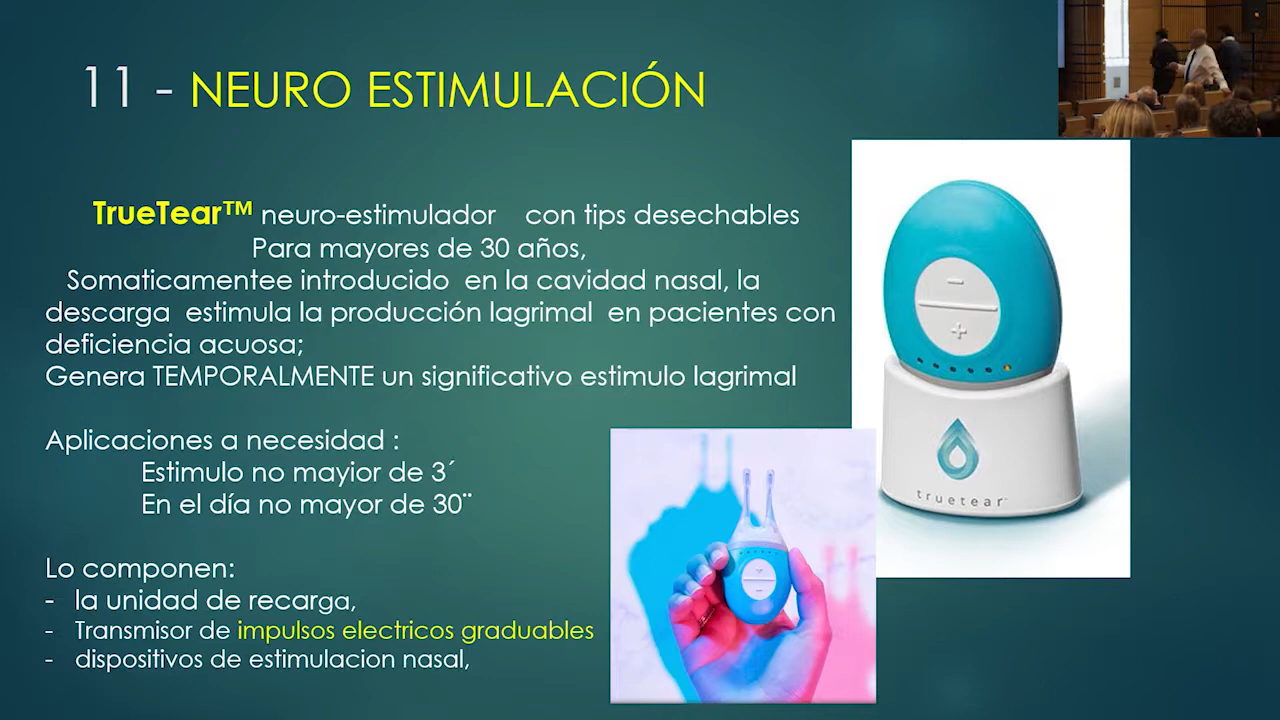 11 - NEURO ESTIMULACIÓN
TrueTear™ neuro-estimulador con tips desechables
Para mayores de 30 años,
Somaticamentee introducido en la cavidad nasal, la
descarga estimula la producción lagrimal en pacientes con
deficiencia acuosa;
Genera TEMPORALMENTE un significativo estimulo lagrimal
Aplicaciones a necesidad :
Estimulo no mayior de 3´
En el día no mayor de 30¨
Lo componen:
- la unidad de recarga,
- Transmisor de impulsos electricos graduables
- dispositivos de estimulacion nasal,
truetear